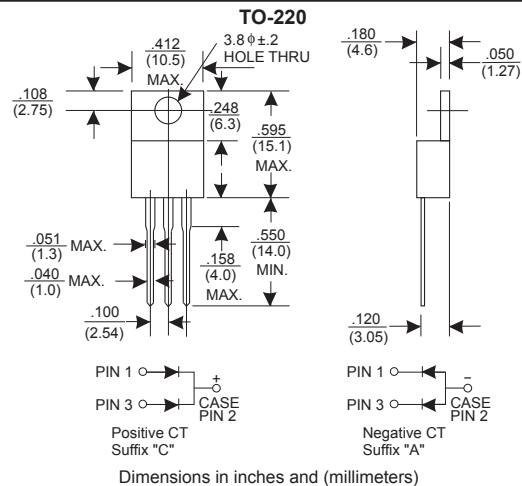 TO-220
.412
(10.5)
MAX.
3.8ϕ±.2
HOLE THRU
.108
(2.75)
.248
(6.3)
.595
(15.1)
MAX.
.051
(1.3)
MAX.
.040
(1.0)
MAX.
.158
(4.0)
MAX.
.550
(14.0)
MIN.
.100
(2.54)
.180
(4.6)
.050
(1.27)
.120
(3.05)
PIN 1
PIN 3
+
CASE
PIN 2
Positive CT
Suffix "C"
PIN 1
PIN 3
−
CASE
PIN 2
Negative CT
Suffix "A"
Dimensions in inches and (millimeters)